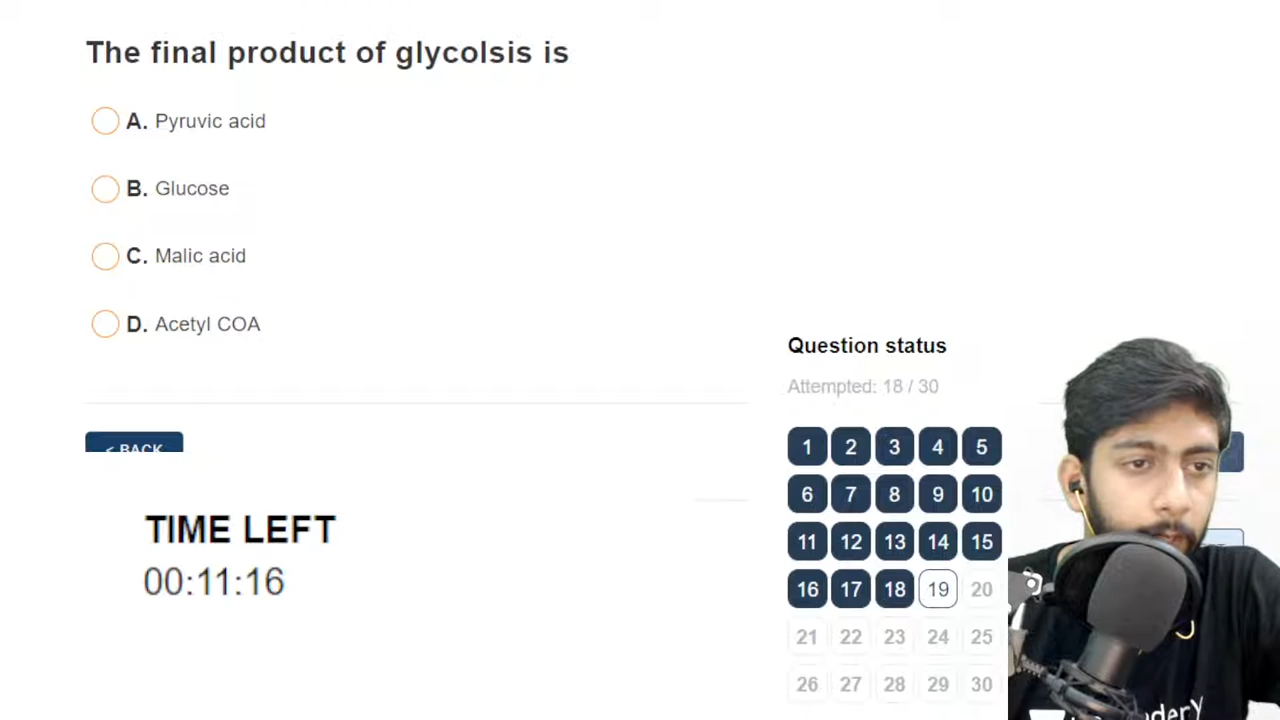 The final product of glycolsis is
A. Pyruvic acid
B. Glucose
C. Malic acid
D. Acetyl COA
Question status
Attempted: 18 / 30
< BACK
1 2 3 4 5
6 7 8 9 10
TIME LEFT
11 12 13 14 15
00:11:16
16 17 18 19 20
21 22 23 24 25
26 27 28 29 30